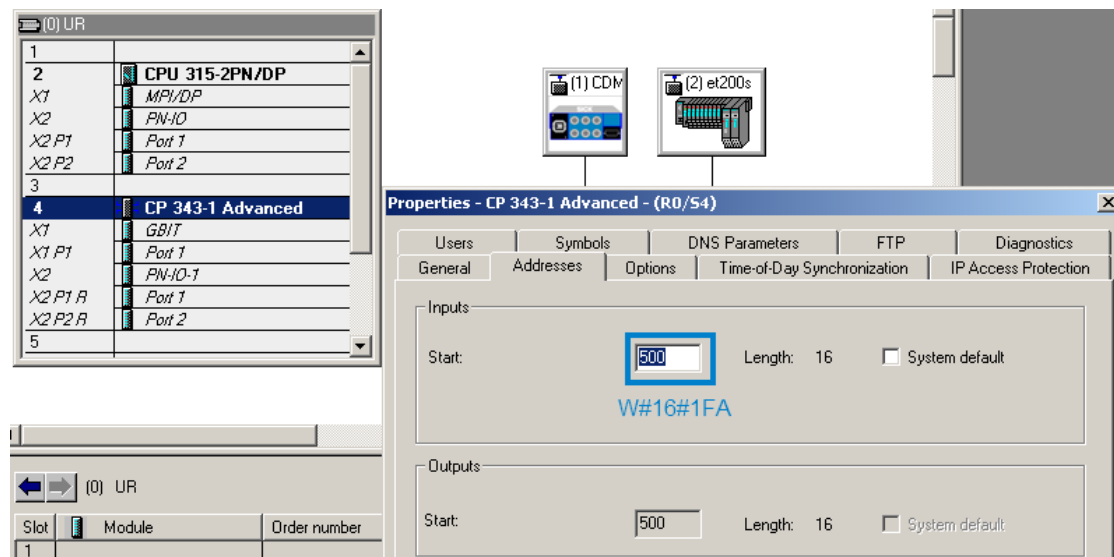 (0) UR
1
2 CPU 315-2PN/DP
X1 MPI/DP
X2 PN-IO
X2 P1 Port 1
X2 P2 Port 2
3
4 CP 343-1 Advanced
X1 GBIT
X1 P1 Port 1
X2 PN-IO-1
X2 P1 R Port 1
X2 P2 R Port 2
5
(1) CDM
SICK
(2) et200s
Properties - CP 343-1 Advanced - (R0/S4)
Users Symbols DNS Parameters FTP Diagnostics
General Addresses Options Time-of-Day Synchronization IP Access Protection
Inputs
Start: 500 Length: 16 System default
W#16#1FA
Outputs
Start: 500 Length: 16 System default
(0) UR
Slot Module Order number
1